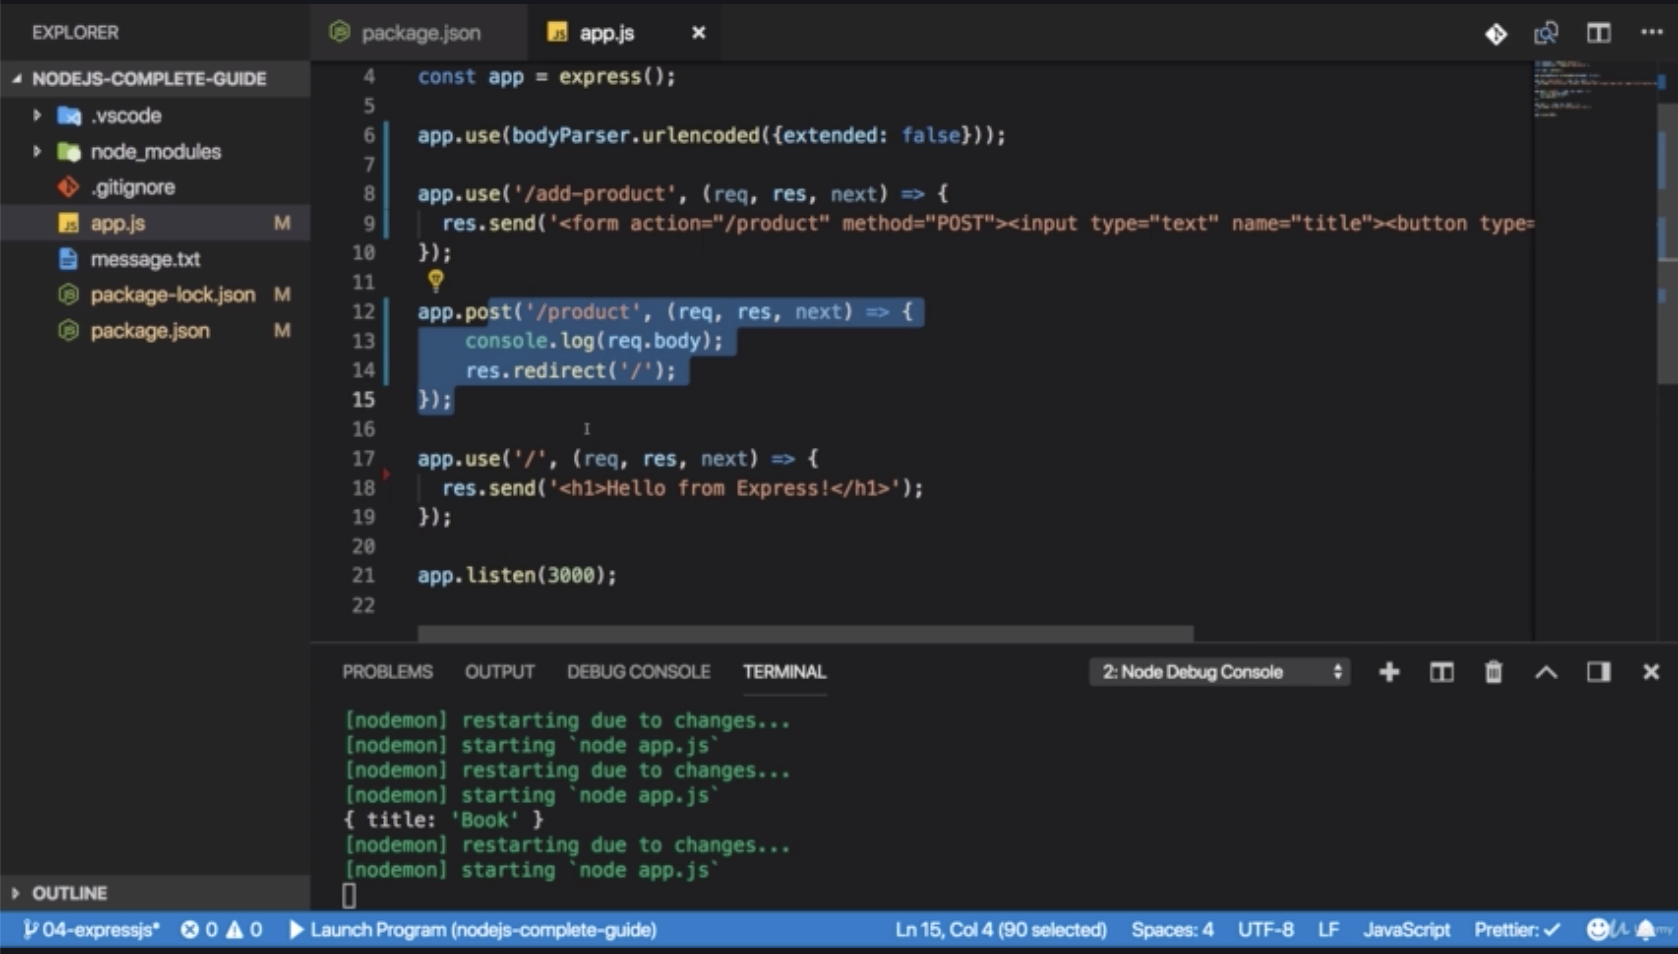 EXPLORER
package.json
app.js
NODEJS-COMPLETE-GUIDE
.vscode
node_modules
.gitignore
app.js M
message.txt
package-lock.json M
package.json M
4 const app = express();
5
6 app.use(bodyParser.urlencoded({extended: false}));
7
8 app.use('/add-product', (req, res, next) => {
9 res.send('<form action="/product" method="POST"><input type="text" name="title"><button type=
10 });
11
12 app.post('/product', (req, res, next) => {
13 console.log(req.body);
14 res.redirect('/');
15 });
16
17 app.use('/', (req, res, next) => {
18 res.send('<h1>Hello from Express!</h1>');
19 });
20
21 app.listen(3000);
22
PROBLEMS OUTPUT DEBUG CONSOLE TERMINAL
2: Node Debug Console
[nodemon] restarting due to changes...
[nodemon] starting `node app.js`
[nodemon] restarting due to changes...
[nodemon] starting `node app.js`
{ title: 'Book' }
[nodemon] restarting due to changes...
[nodemon] starting `node app.js`
OUTLINE
04-expressjs* 0 0 Launch Program (nodejs-complete-guide) Ln 15, Col 4 (90 selected) Spaces: 4 UTF-8 LF JavaScript Prettier: ✓